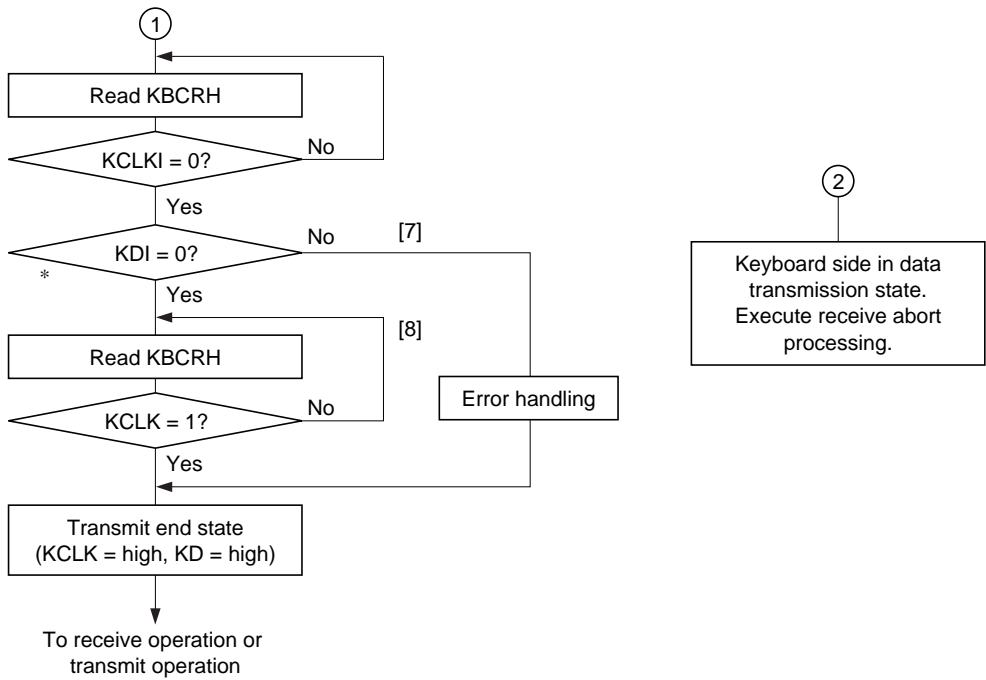 1
Read KBCRH
KCLKI = 0?
No
Yes
KDI = 0?
No
[7]
*
Yes
[8]
Read KBCRH
KCLK = 1?
No
Error handling
Yes
Transmit end state
(KCLK = high, KD = high)
To receive operation or
transmit operation
2
Keyboard side in data
transmission state.
Execute receive abort
processing.